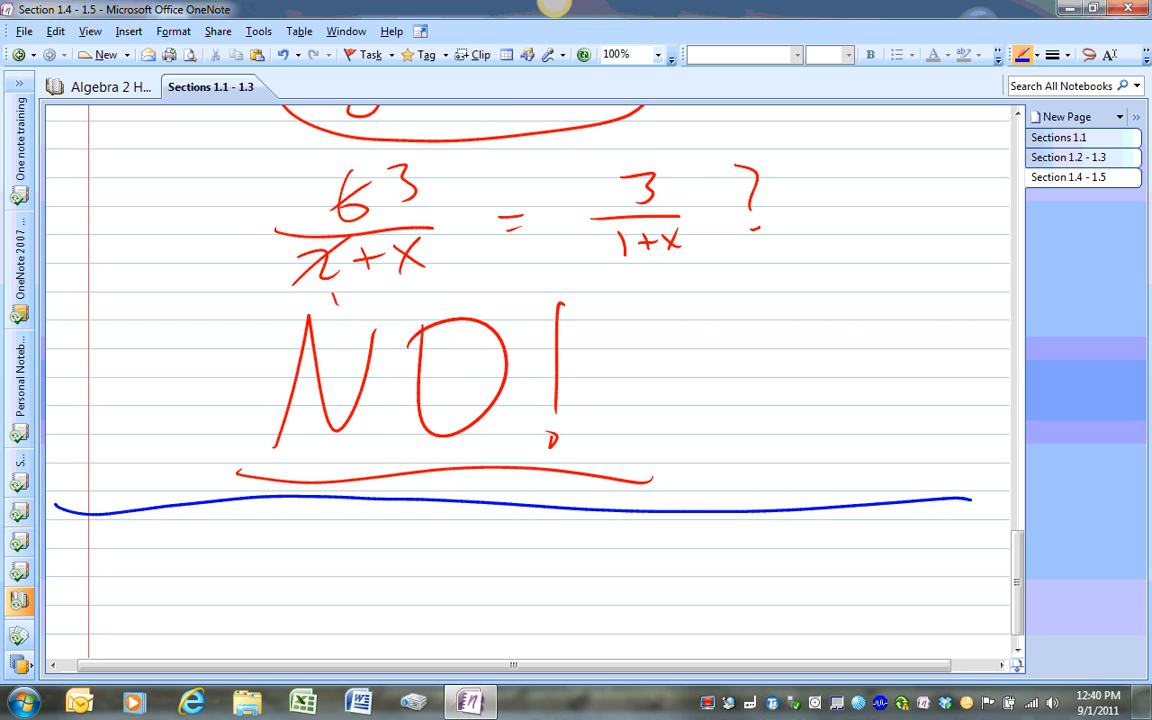 Section 1.4 - 1.5 - Microsoft Office OneNote
File Edit View Insert Format Share Tools Table Window Help
New Task Tag Clip 100% B A ab A
Algebra 2 H... Sections 1.1 - 1.3
Search All Notebooks
One note training
OneNote 2007 ...
Personal Noteb...
S...
New Page
Sections 1.1
Section 1.2 - 1.3
Section 1.4 - 1.5
6 3 3 ?
2 + x = 1 + x
1
NO!
12:40 PM
9/1/2011